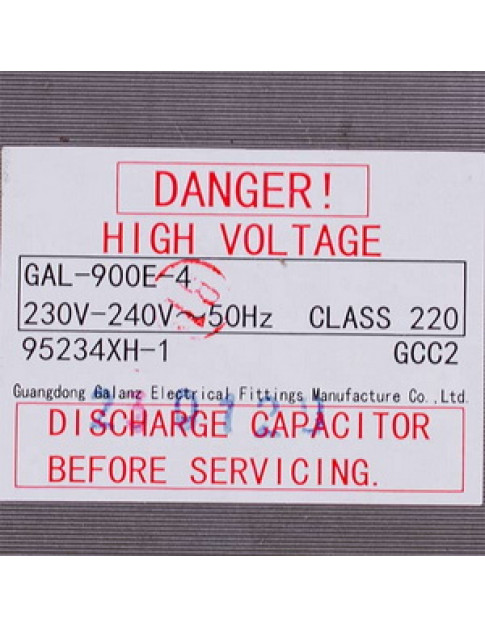 DANGER!
HIGH VOLTAGE
GAL-900E-4
230V-240V~50Hz CLASS 220
95234XH-1 GCC2
Guangdong Galanz Electrical Fittings Manufacture Co.,Ltd.
DISCHARGE CAPACITOR
BEFORE SERVICING.